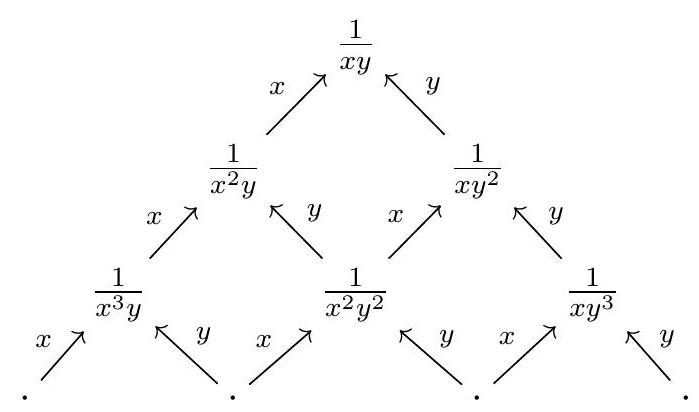 \frac{1}{xy}
x y
\frac{1}{x^2y} \frac{1}{xy^2}
x y x y
\frac{1}{x^3y} \frac{1}{x^2y^2} \frac{1}{xy^3}
x y x y x y
. . . .